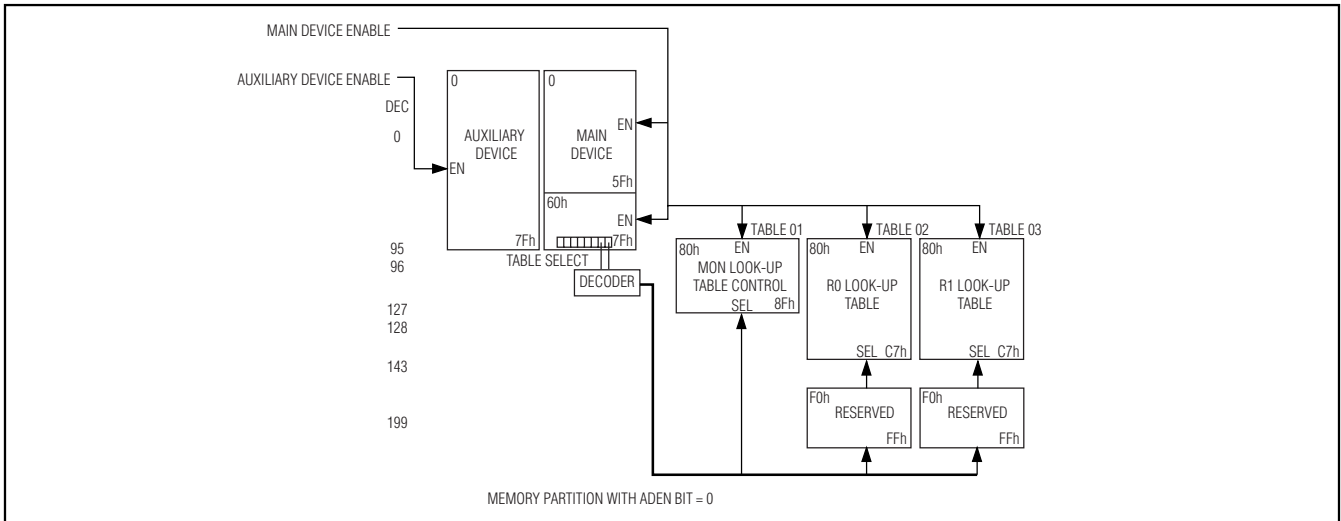 MAIN DEVICE ENABLE
AUXILIARY DEVICE ENABLE
DEC
0
95
96
127
128
143
199
0
AUXILIARY
DEVICE
EN
7Fh
0
EN
MAIN
DEVICE
5Fh
60h
EN
7Fh
TABLE SELECT
DECODER
TABLE 01
80h
EN
MON LOOK-UP
TABLE CONTROL
SEL
8Fh
TABLE 02
80h
EN
R0 LOOK-UP
TABLE
SEL C7h
F0h
RESERVED
FFh
TABLE 03
80h
EN
R1 LOOK-UP
TABLE
SEL C7h
F0h
RESERVED
FFh
MEMORY PARTITION WITH ADEN BIT = 0